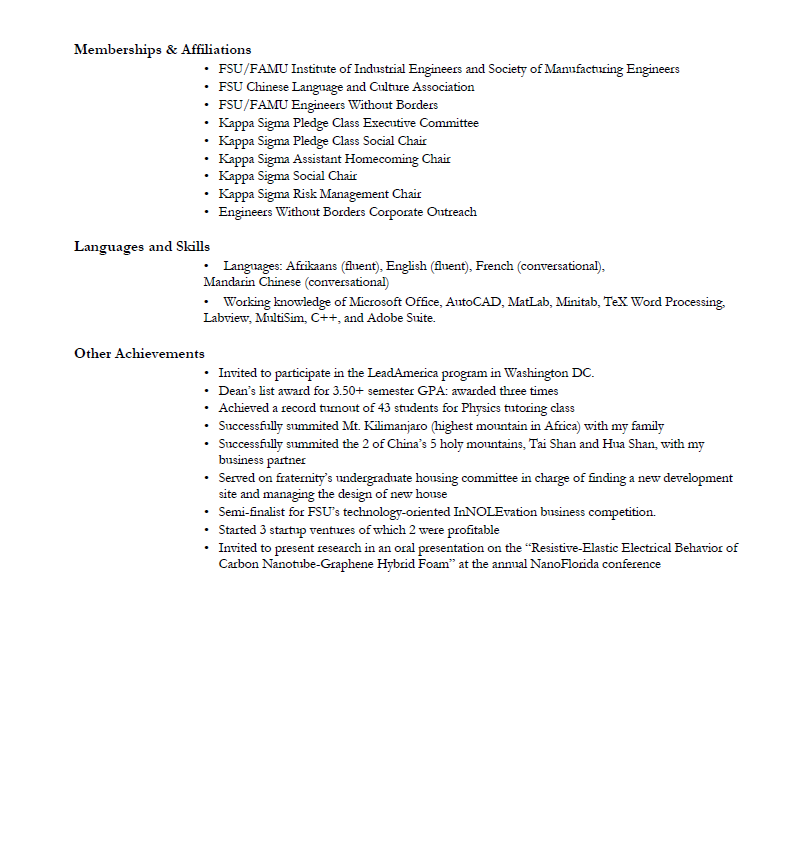 Memberships & Affiliations
• FSU/FAMU Institute of Industrial Engineers and Society of Manufacturing Engineers
• FSU Chinese Language and Culture Association
• FSU/FAMU Engineers Without Borders
• Kappa Sigma Pledge Class Executive Committee
• Kappa Sigma Pledge Class Social Chair
• Kappa Sigma Assistant Homecoming Chair
• Kappa Sigma Social Chair
• Kappa Sigma Risk Management Chair
• Engineers Without Borders Corporate Outreach
Languages and Skills
• Languages: Afrikaans (fluent), English (fluent), French (conversational),
Mandarin Chinese (conversational)
• Working knowledge of Microsoft Office, AutoCAD, MatLab, Minitab, TeX Word Processing,
Labview, MultiSim, C++, and Adobe Suite.
Other Achievements
• Invited to participate in the LeadAmerica program in Washington DC.
• Dean's list award for 3.50+ semester GPA: awarded three times
• Achieved a record turnout of 43 students for Physics tutoring class
• Successfully summited Mt. Kilimanjaro (highest mountain in Africa) with my family
• Successfully summited the 2 of China's 5 holy mountains, Tai Shan and Hua Shan, with my
business partner
• Served on fraternity's undergraduate housing committee in charge of finding a new development
site and managing the design of new house
• Semi-finalist for FSU's technology-oriented InNOLEvation business competition.
• Started 3 startup ventures of which 2 were profitable
• Invited to present research in an oral presentation on the “Resistive-Elastic Electrical Behavior of
Carbon Nanotube-Graphene Hybrid Foam” at the annual NanoFlorida conference